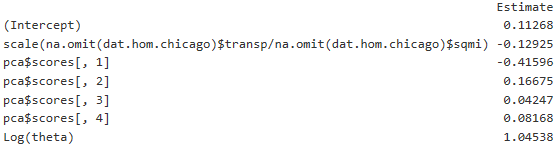 Estimate
(Intercept) 0.11268
scale(na.omit(dat.hom.chicago)$transp/na.omit(dat.hom.chicago)$sqmi) -0.12925
pca$scores[, 1] -0.41596
pca$scores[, 2] 0.16675
pca$scores[, 3] 0.04247
pca$scores[, 4] 0.08168
Log(theta) 1.04538